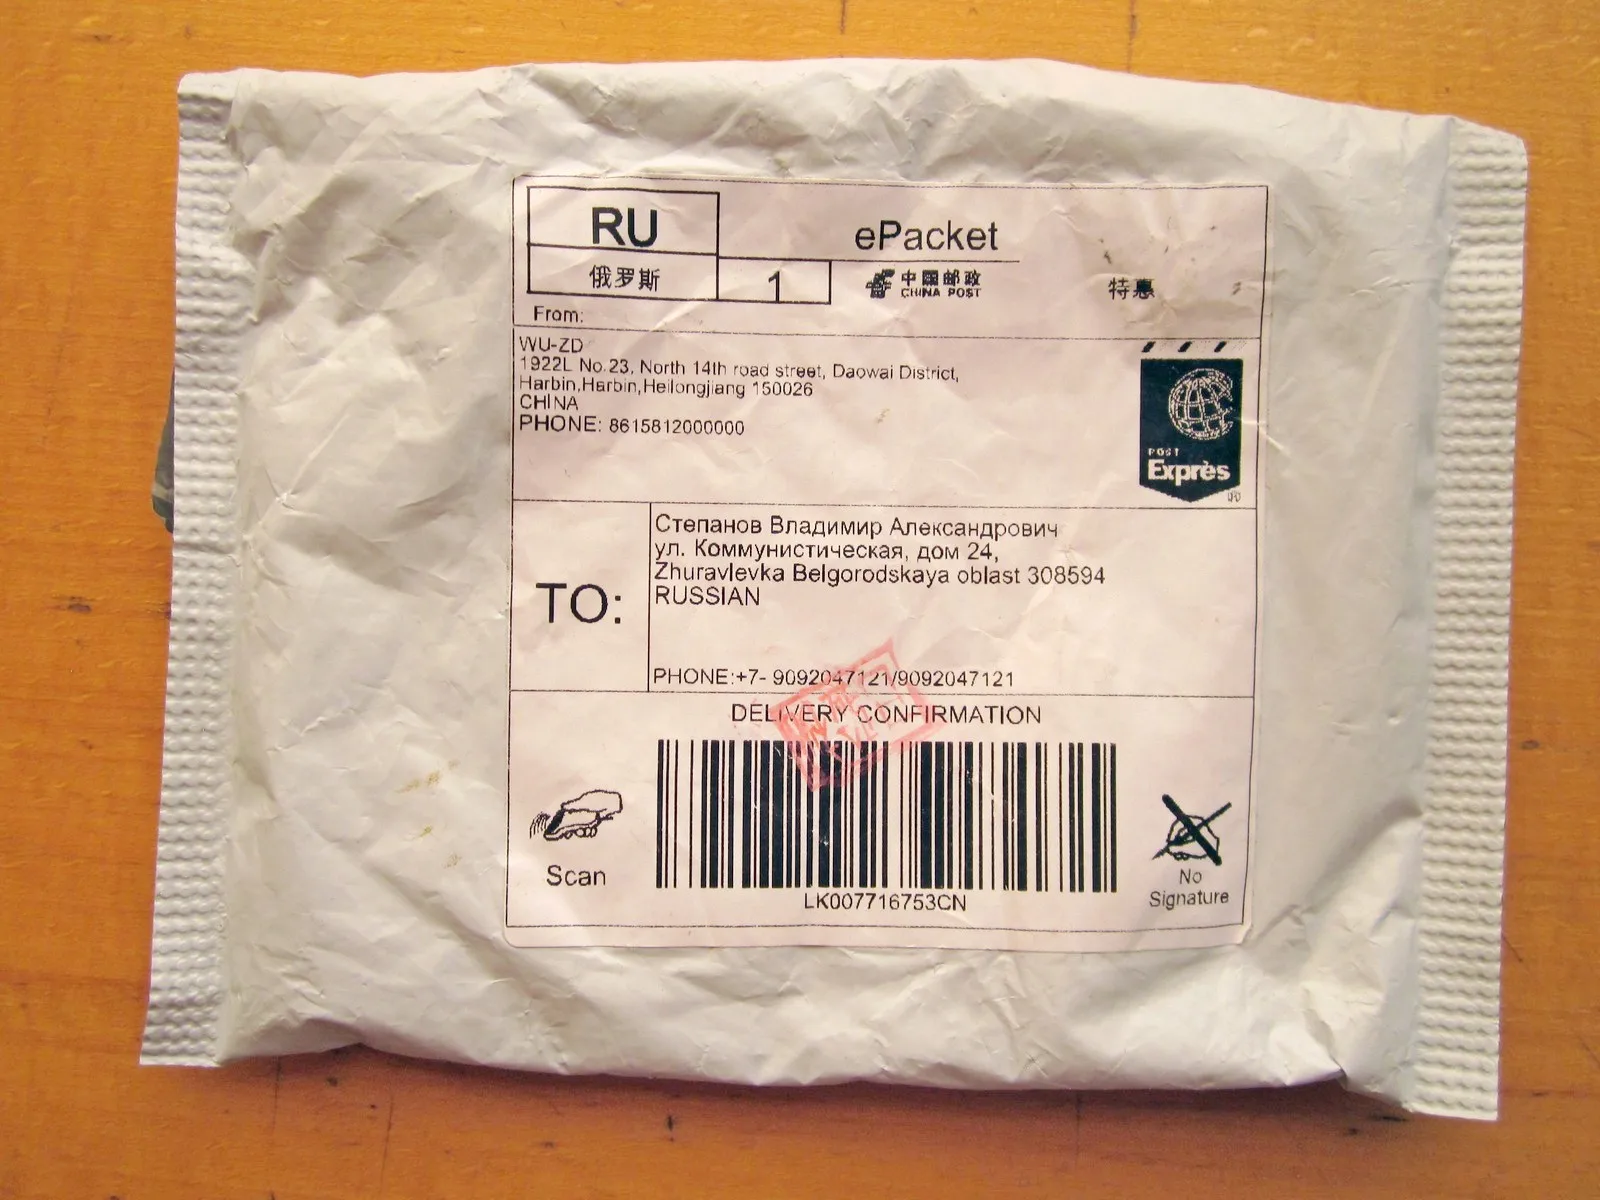 RU
ePacket
俄罗斯
1
中国邮政
CHINA POST
特惠
From:
WU-ZD
1922L No.23, North 14th road street, Daowai District,
Harbin,Harbin,Heilongjiang 150026
CHINA
PHONE: 8615812000000
POST
Exprès
TO:
Степанов Владимир Александрович
ул. Коммунистическая, дом 24,
Zhuravlevka Belgorodskaya oblast 308594
RUSSIAN
PHONE:+7- 9092047121/9092047121
DELIVERY CONFIRMATION
Scan
LK007716753CN
No
Signature